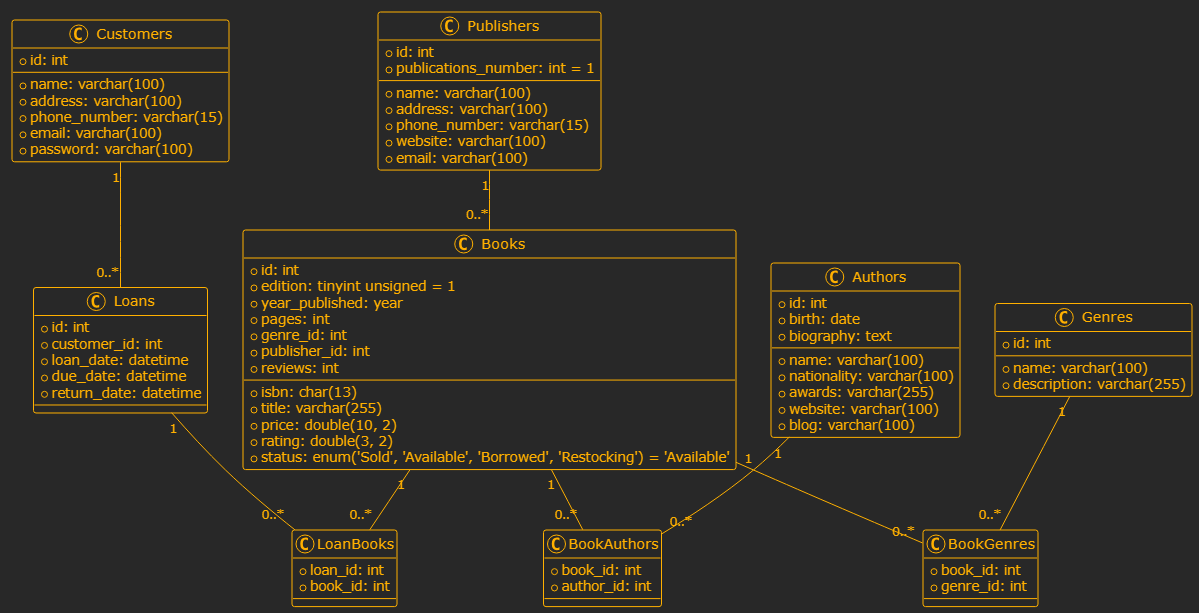 Customers
id: int
name: varchar(100)
address: varchar(100)
phone_number: varchar(15)
email: varchar(100)
password: varchar(100)
Publishers
id: int
publications_number: int = 1
name: varchar(100)
address: varchar(100)
phone_number: varchar(15)
website: varchar(100)
email: varchar(100)
1
0..*
1
0..*
Loans
id: int
customer_id: int
loan_date: datetime
due_date: datetime
return_date: datetime
Books
id: int
edition: tinyint unsigned = 1
year_published: year
pages: int
genre_id: int
publisher_id: int
reviews: int
isbn: char(13)
title: varchar(255)
price: double(10, 2)
rating: double(3, 2)
status: enum('Sold', 'Available', 'Borrowed', 'Restocking') = 'Available'
Authors
id: int
birth: date
biography: text
name: varchar(100)
nationality: varchar(100)
awards: varchar(255)
website: varchar(100)
blog: varchar(100)
Genres
id: int
name: varchar(100)
description: varchar(255)
1
0..*
1
0..*
1
0..*
1
0..*
1
0..*
1
0..*
LoanBooks
loan_id: int
book_id: int
BookAuthors
book_id: int
author_id: int
BookGenres
book_id: int
genre_id: int